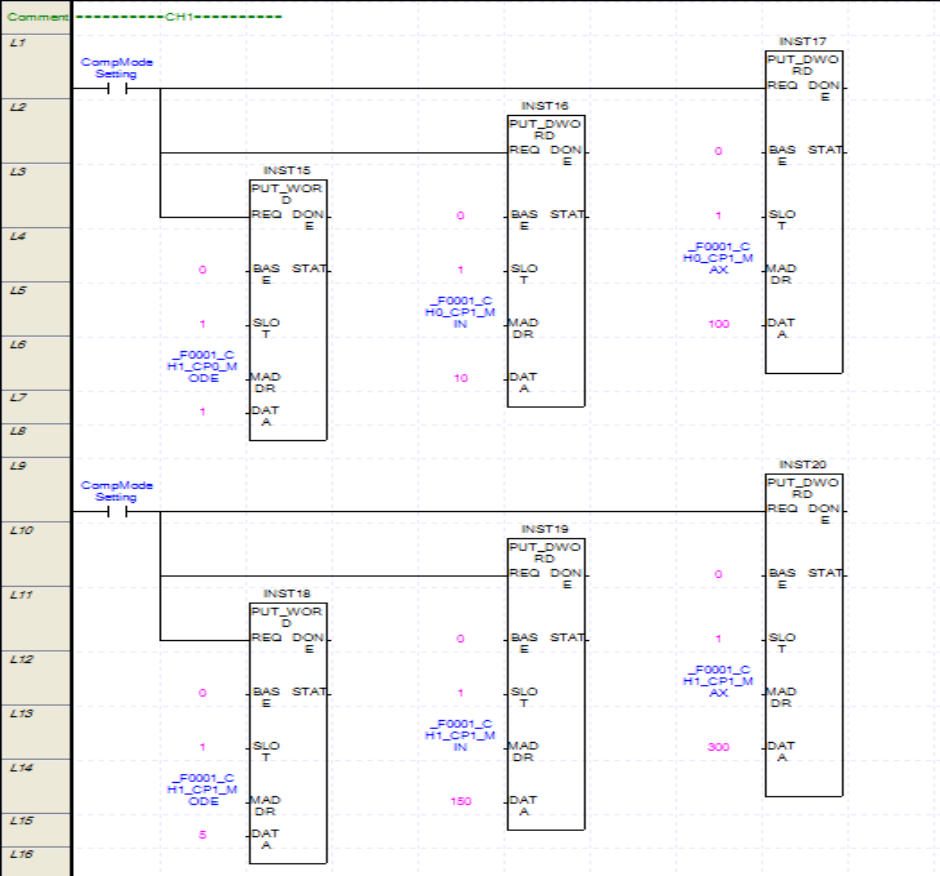 Comment ----------CH1----------
L1
INST17
CompMode
Setting
PUT_DWO
RD
REQ DON
E
L2
INST16
PUT_DWO
RD
REQ DON
E
0
BAS STAT
E
L3
INST15
PUT_WOR
D
REQ DON
E
0
BAS STAT
E
1
SLO
T
L4
_F0001_C
H0_CP1_M
AX
MAD
DR
0
BAS STAT
E
1
SLO
T
L5
_F0001_C
H0_CP1_M
IN
MAD
DR
1
SLO
T
100
DAT
A
L6
_F0001_C
H1_CP0_M
ODE
MAD
DR
10
DAT
A
L7
1
DAT
A
L8
L9
INST20
CompMode
Setting
PUT_DWO
RD
REQ DON
E
L10
INST19
PUT_DWO
RD
REQ DON
E
0
BAS STAT
E
L11
INST18
PUT_WOR
D
REQ DON
E
0
BAS STAT
E
1
SLO
T
L12
_F0001_C
H1_CP1_M
AX
MAD
DR
0
BAS STAT
E
1
SLO
T
L13
_F0001_C
H1_CP1_M
IN
MAD
DR
1
SLO
T
300
DAT
A
L14
_F0001_C
H1_CP1_M
ODE
MAD
DR
150
DAT
A
L15
5
DAT
A
L16